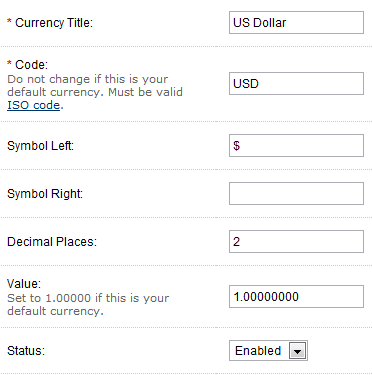 * Currency Title: US Dollar
* Code: USD
Do not change if this is your
default currency. Must be valid
ISO code.
Symbol Left: $
Symbol Right:
Decimal Places: 2
Value: 1.00000000
Set to 1.00000 if this is your
default currency.
Status: Enabled